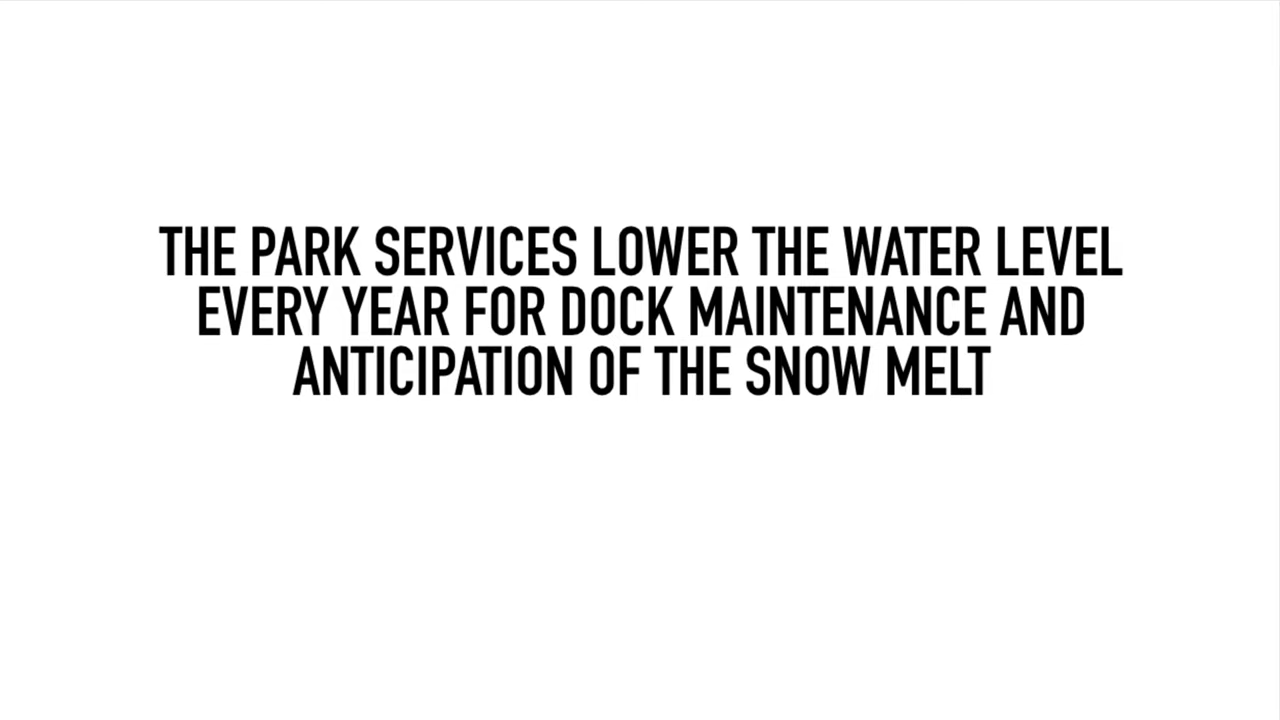 THE PARK SERVICES LOWER THE WATER LEVEL
EVERY YEAR FOR DOCK MAINTENANCE AND
ANTICIPATION OF THE SNOW MELT